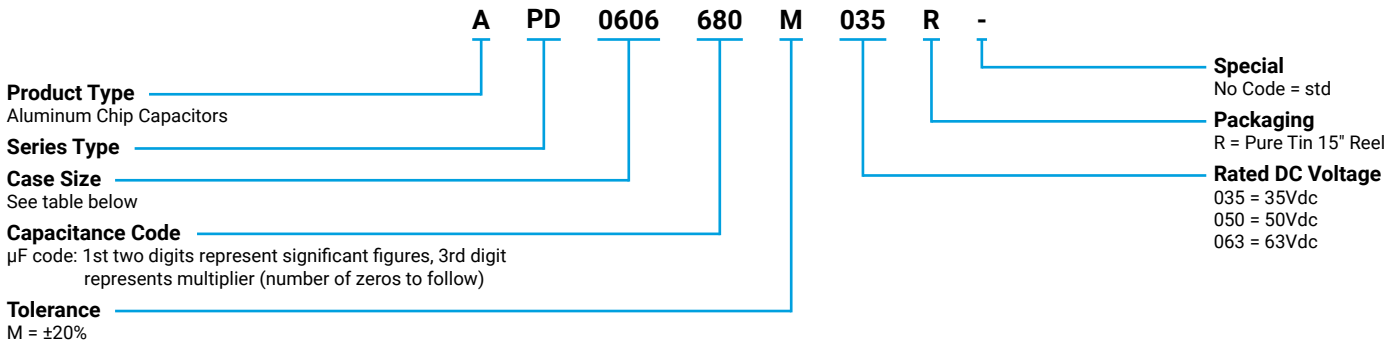 A PD 0606 680 M 035 R -
Product Type
Aluminum Chip Capacitors
Series Type
Case Size
See table below
Capacitance Code
µF code: 1st two digits represent significant figures, 3rd digit
represents multiplier (number of zeros to follow)
Tolerance
M = ±20%
Special
No Code = std
Packaging
R = Pure Tin 15" Reel
Rated DC Voltage
035 = 35Vdc
050 = 50Vdc
063 = 63Vdc